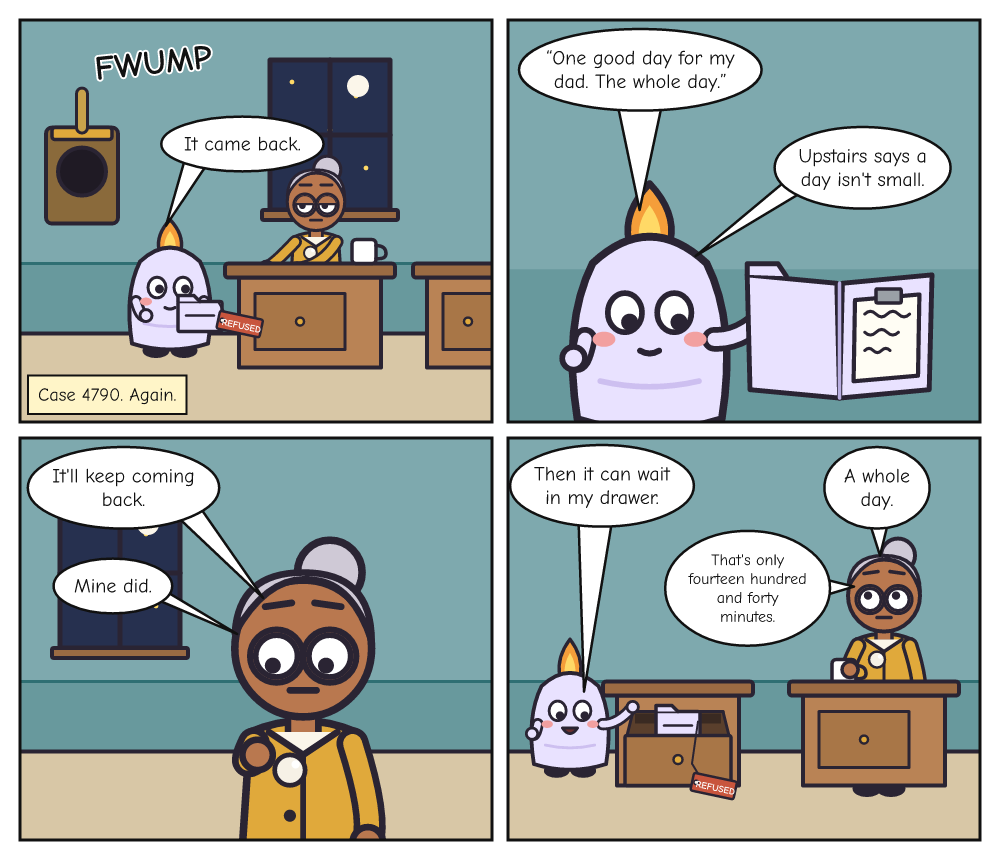 FWUMP
It came back.
REFUSED
Case 4790. Again.
“One good day for my
dad. The whole day.”
Upstairs says a
day isn't small.
It'll keep coming
back.
Mine did.
Then it can wait
in my drawer.
A whole
day.
That's only
fourteen hundred
and forty
minutes.
REFUSED